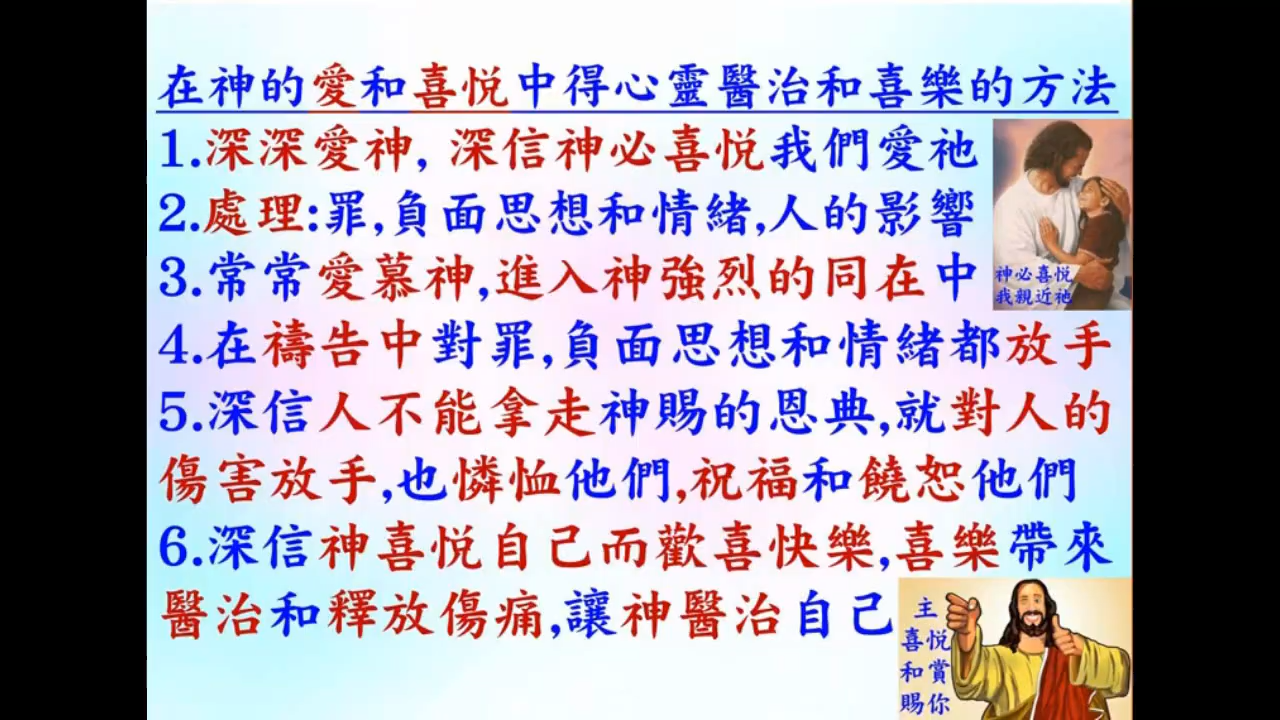 在神的愛和喜悅中得心靈醫治和喜樂的方法
1.深深愛神, 深信神必喜悅我們愛祂
2.處理:罪,負面思想和情緒,人的影響
3.常常愛慕神,進入神強烈的同在中
神必喜悅
我親近祂
4.在禱告中對罪,負面思想和情緒都放手
5.深信人不能拿走神賜的恩典,就對人的
傷害放手,也憐恤他們,祝福和饒恕他們
6.深信神喜悅自己而歡喜快樂,喜樂帶來
醫治和釋放傷痛,讓神醫治自己
主
喜悅
和賞
賜你